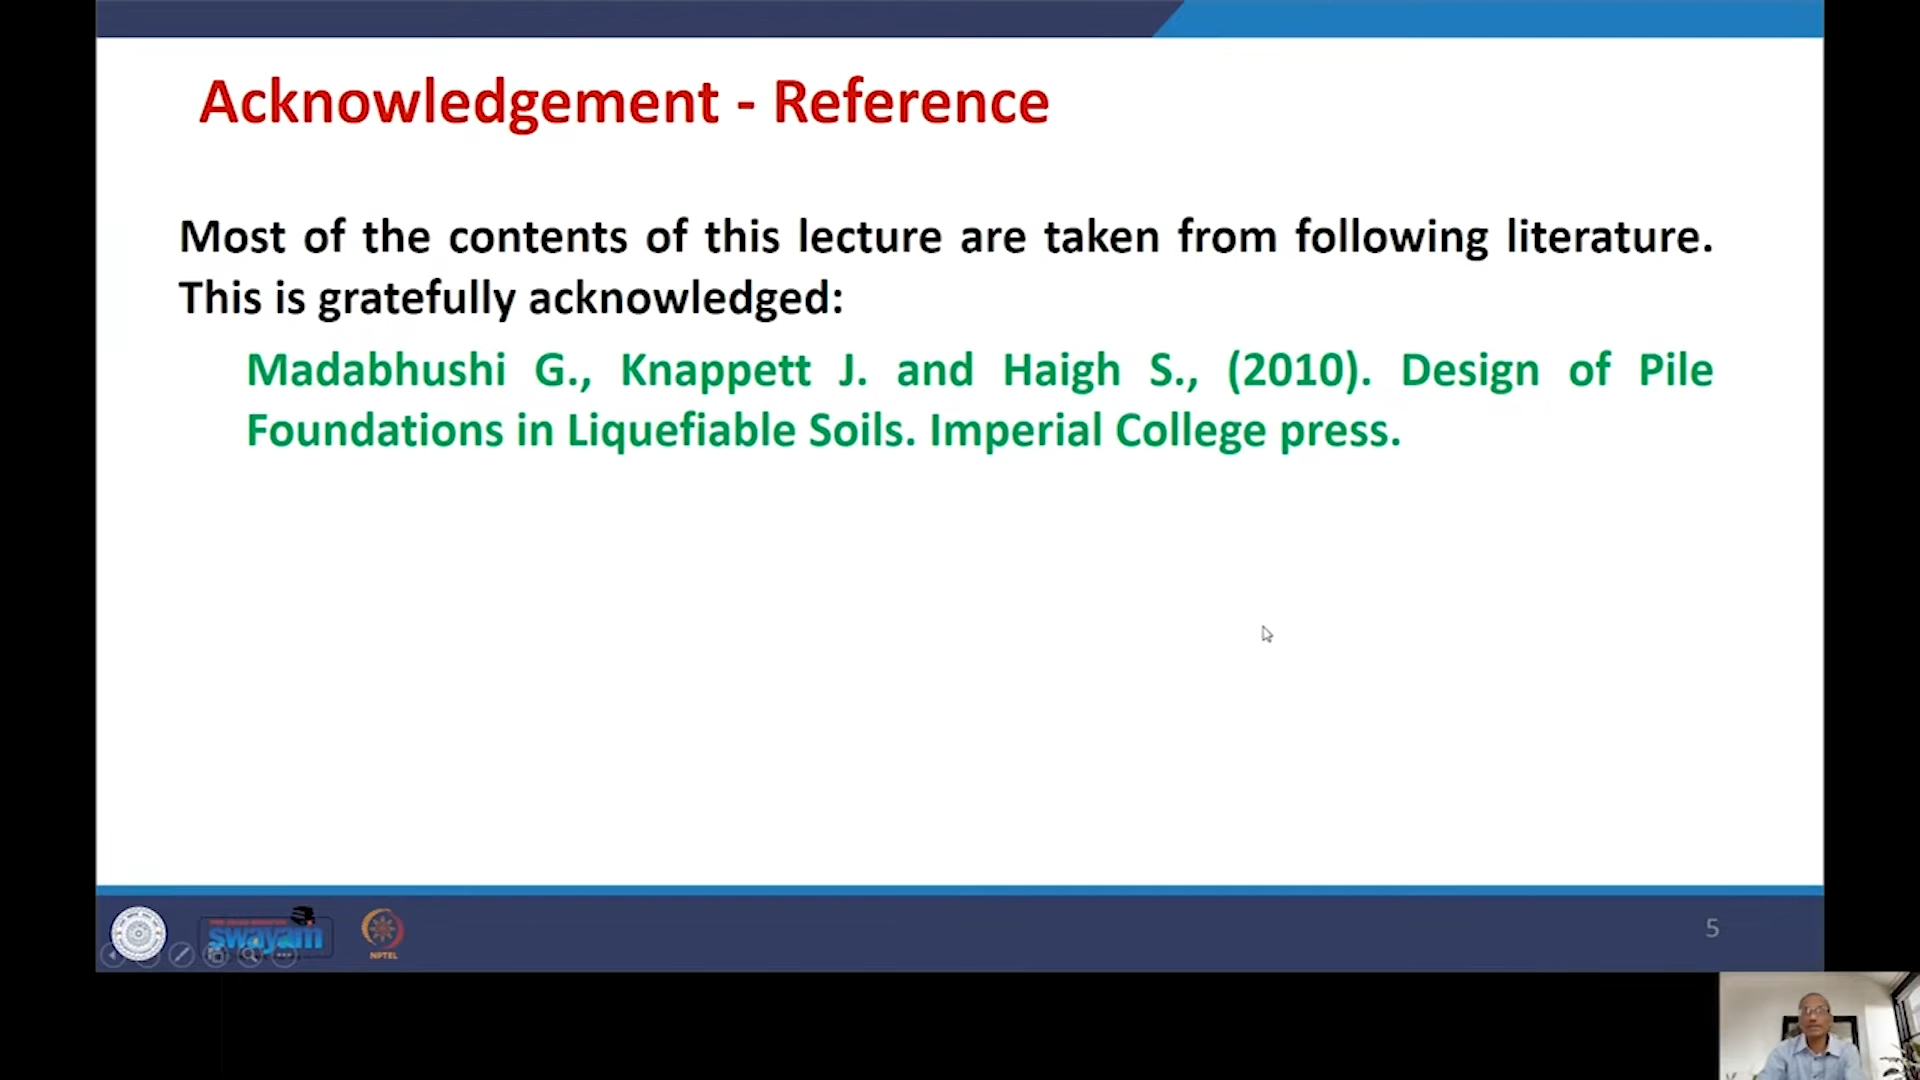 Acknowledgement - Reference
Most of the contents of this lecture are taken from following literature.
This is gratefully acknowledged:
Madabhushi G., Knappett J. and Haigh S., (2010). Design of Pile
Foundations in Liquefiable Soils. Imperial College press.
swayam
NPTEL
5